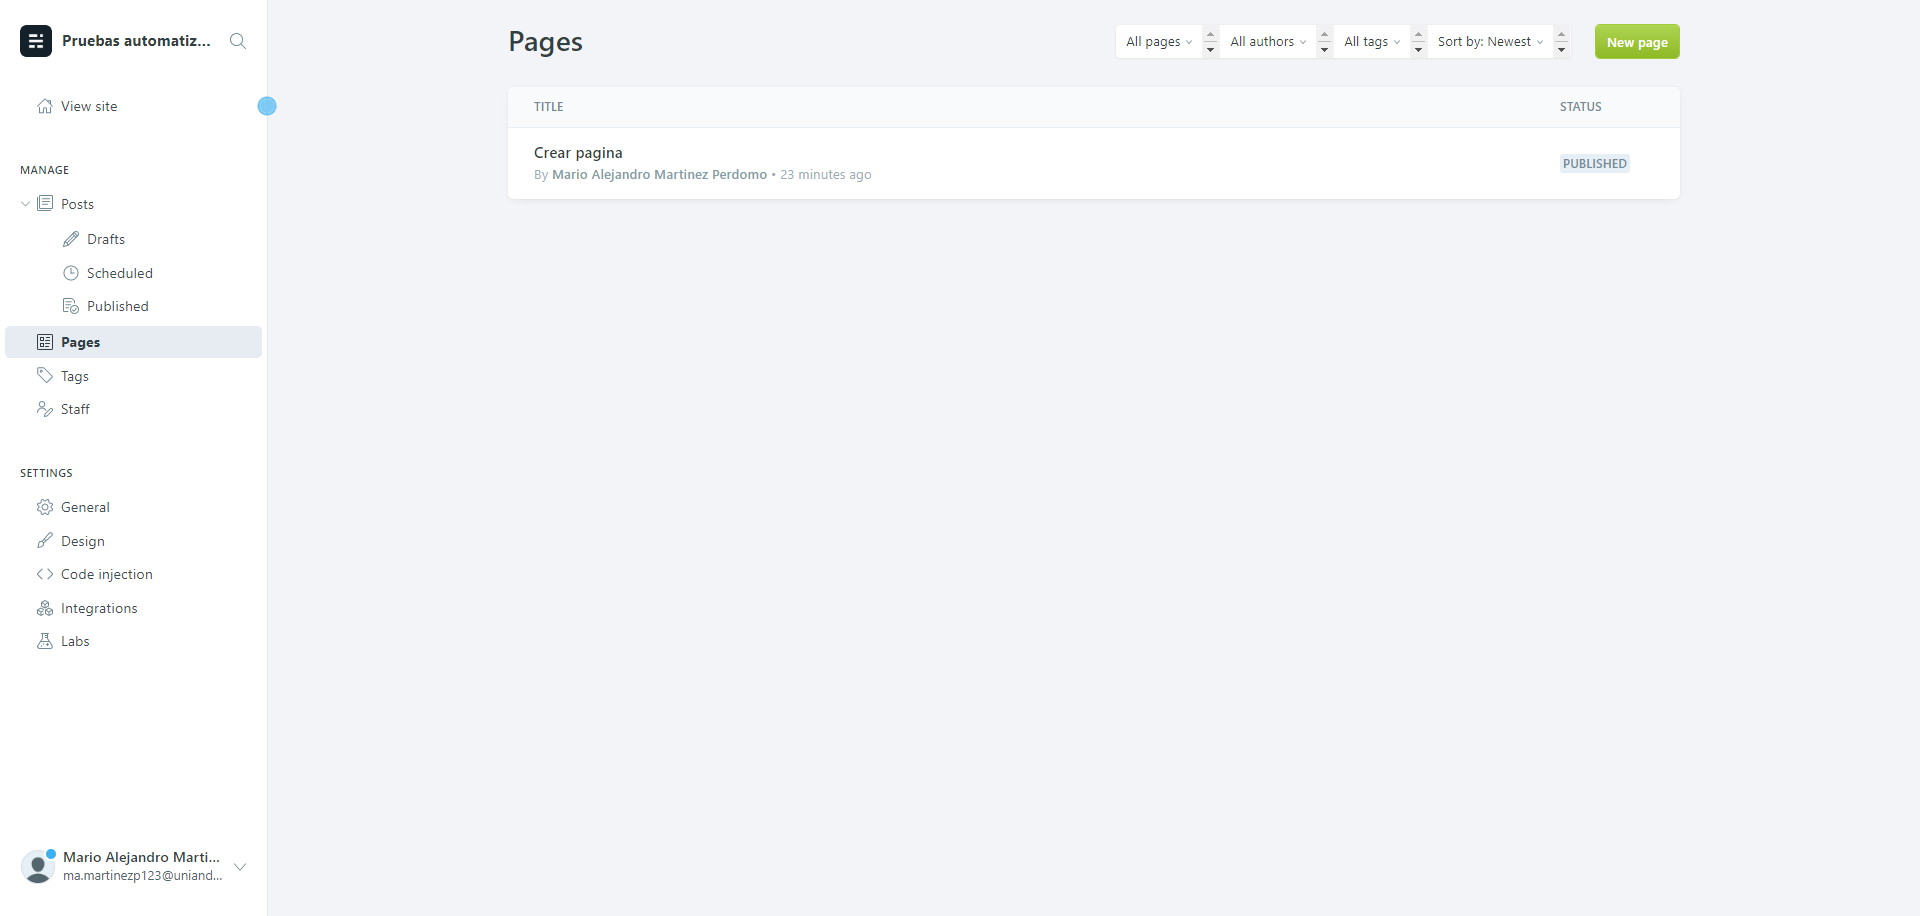 Pruebas automatiz...
View site
MANAGE
Posts
Drafts
Scheduled
Published
Pages
Tags
Staff
SETTINGS
General
Design
Code injection
Integrations
Labs
Mario Alejandro Marti...
ma.martinezp123@uniand...
Pages
All pages
All authors
All tags
Sort by: Newest
New page
TITLE
STATUS
Crear pagina
By Mario Alejandro Martinez Perdomo • 23 minutes ago
PUBLISHED